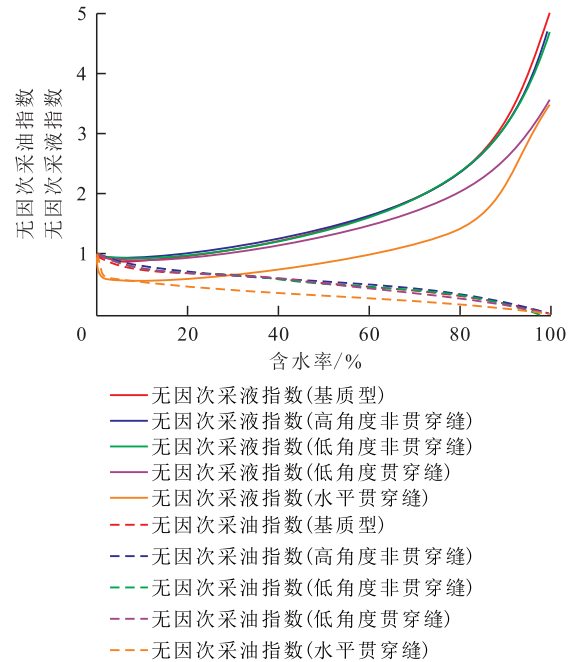 无因次采油指数
无因次采液指数
5
4
3
2
1
0
20
40
60
80
100
含水率/%
无因次采液指数(基质型)
无因次采液指数(高角度非贯穿缝)
无因次采液指数(低角度非贯穿缝)
无因次采液指数(低角度贯穿缝)
无因次采液指数(水平贯穿缝)
无因次采油指数(基质型)
无因次采油指数(高角度非贯穿缝)
无因次采油指数(低角度非贯穿缝)
无因次采油指数(低角度贯穿缝)
无因次采油指数(水平贯穿缝)